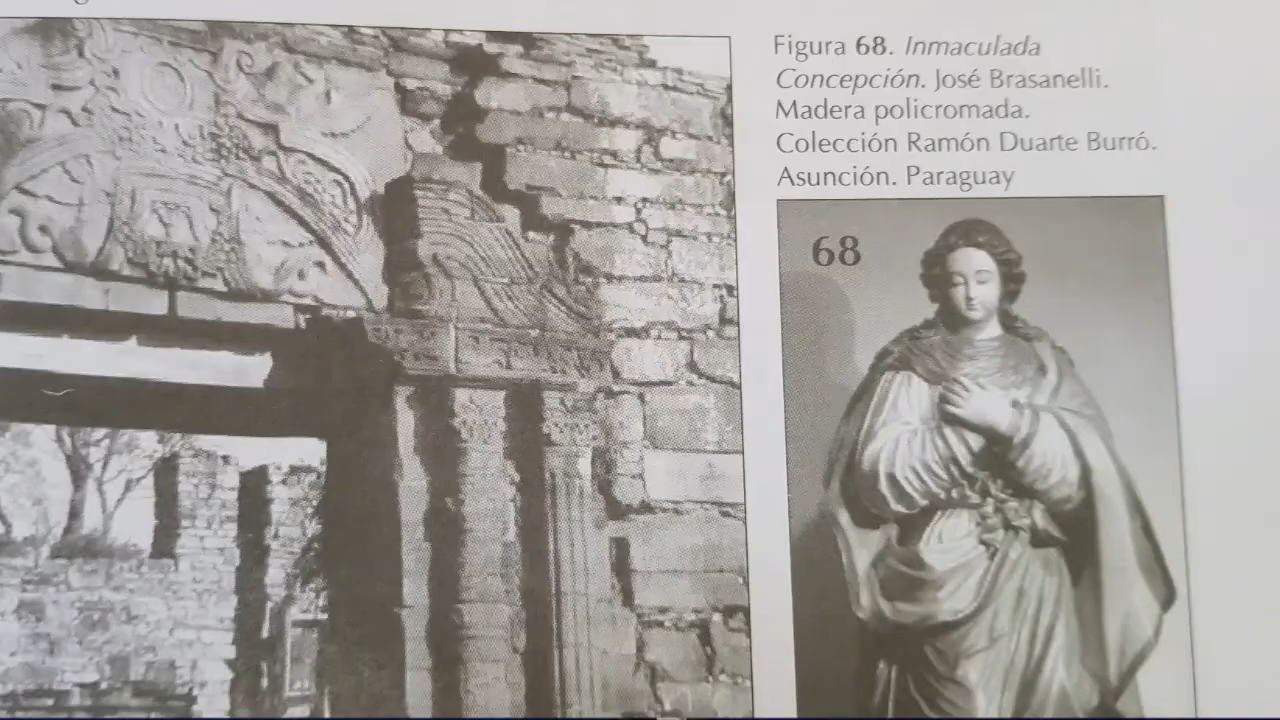 Figura 68. Inmaculada
Concepción. José Brasanelli.
Madera policromada.
Colección Ramón Duarte Burró.
Asunción. Paraguay
68